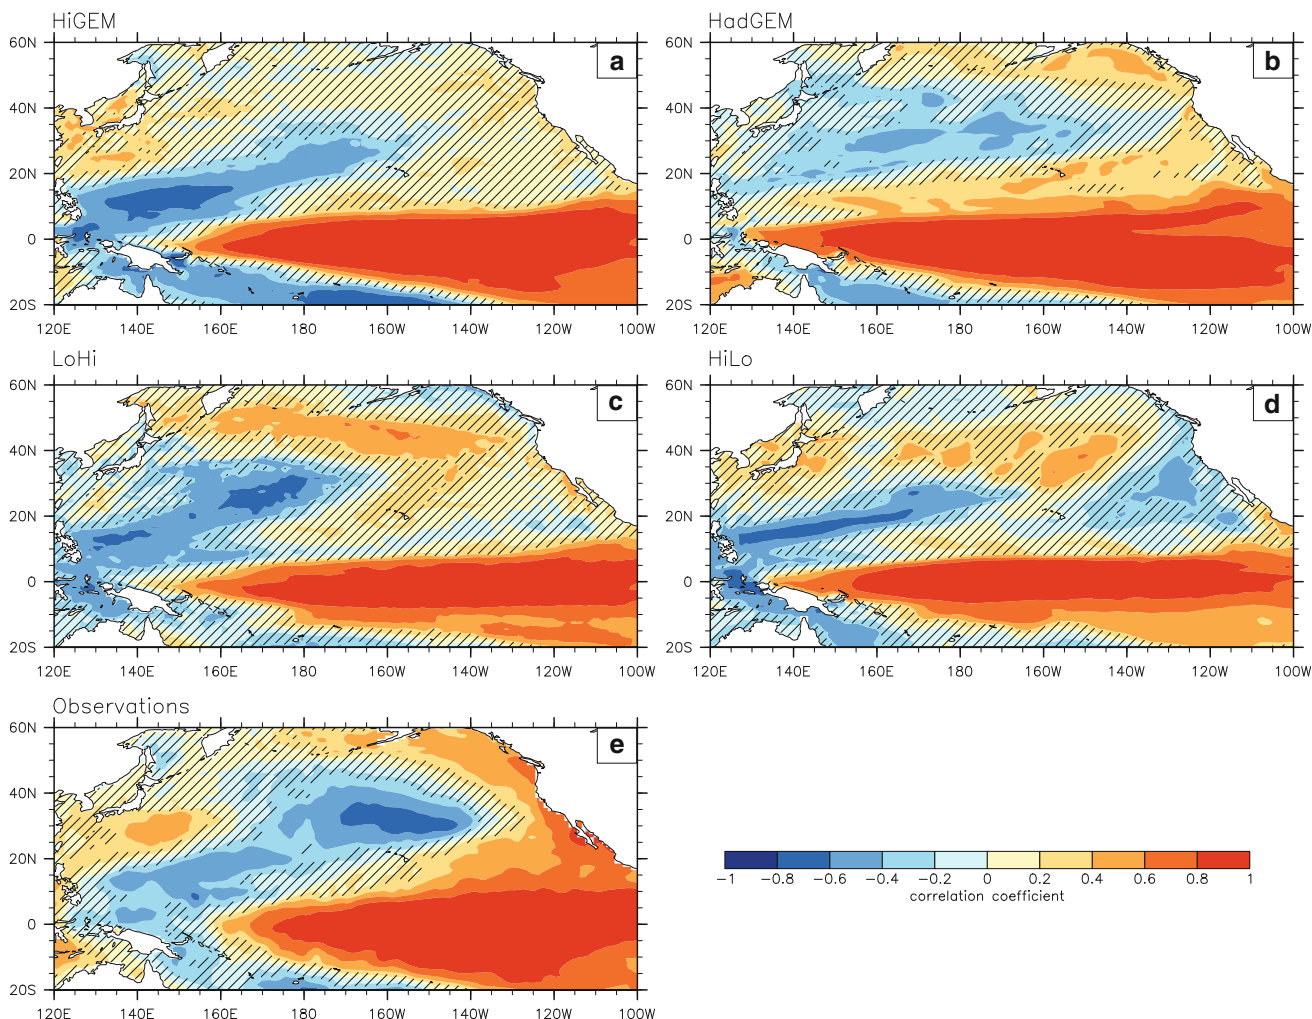 HiGEM
HadGEM
60N
40N
20N
0
20S
a
120E 140E 160E 180 160W 140W 120W 100W
60N
40N
20N
0
20S
b
120E 140E 160E 180 160W 140W 120W 100W
LoHi
HiLo
60N
40N
20N
0
20S
c
120E 140E 160E 180 160W 140W 120W 100W
60N
40N
20N
0
20S
d
120E 140E 160E 180 160W 140W 120W 100W
Observations
60N
40N
20N
0
20S
e
120E 140E 160E 180 160W 140W 120W 100W
−1 −0.8 −0.6 −0.4 −0.2 0 0.2 0.4 0.6 0.8 1
correlation coefficient